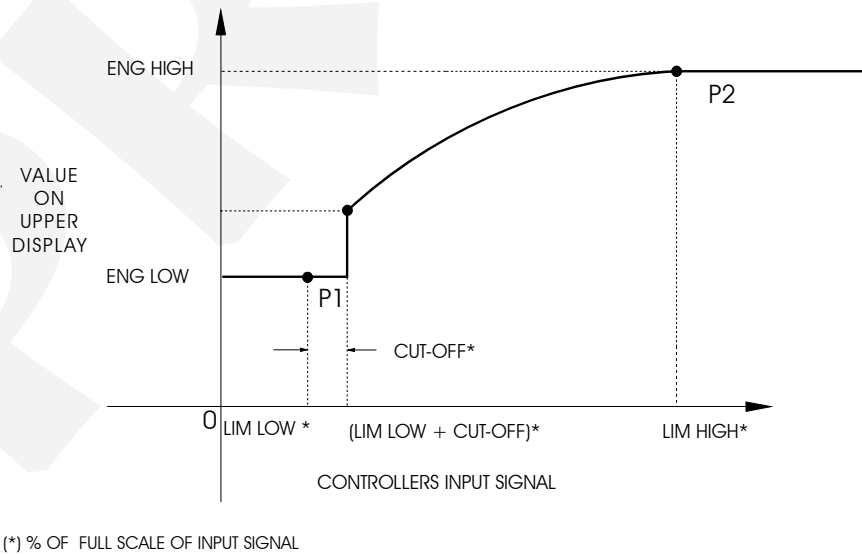 ENG HIGH
P2
VALUE
ON
UPPER
DISPLAY
ENG LOW
P1
CUT-OFF*
0
LIM LOW *
(LIM LOW + CUT-OFF)*
LIM HIGH*
CONTROLLERS INPUT SIGNAL
(*) % OF FULL SCALE OF INPUT SIGNAL